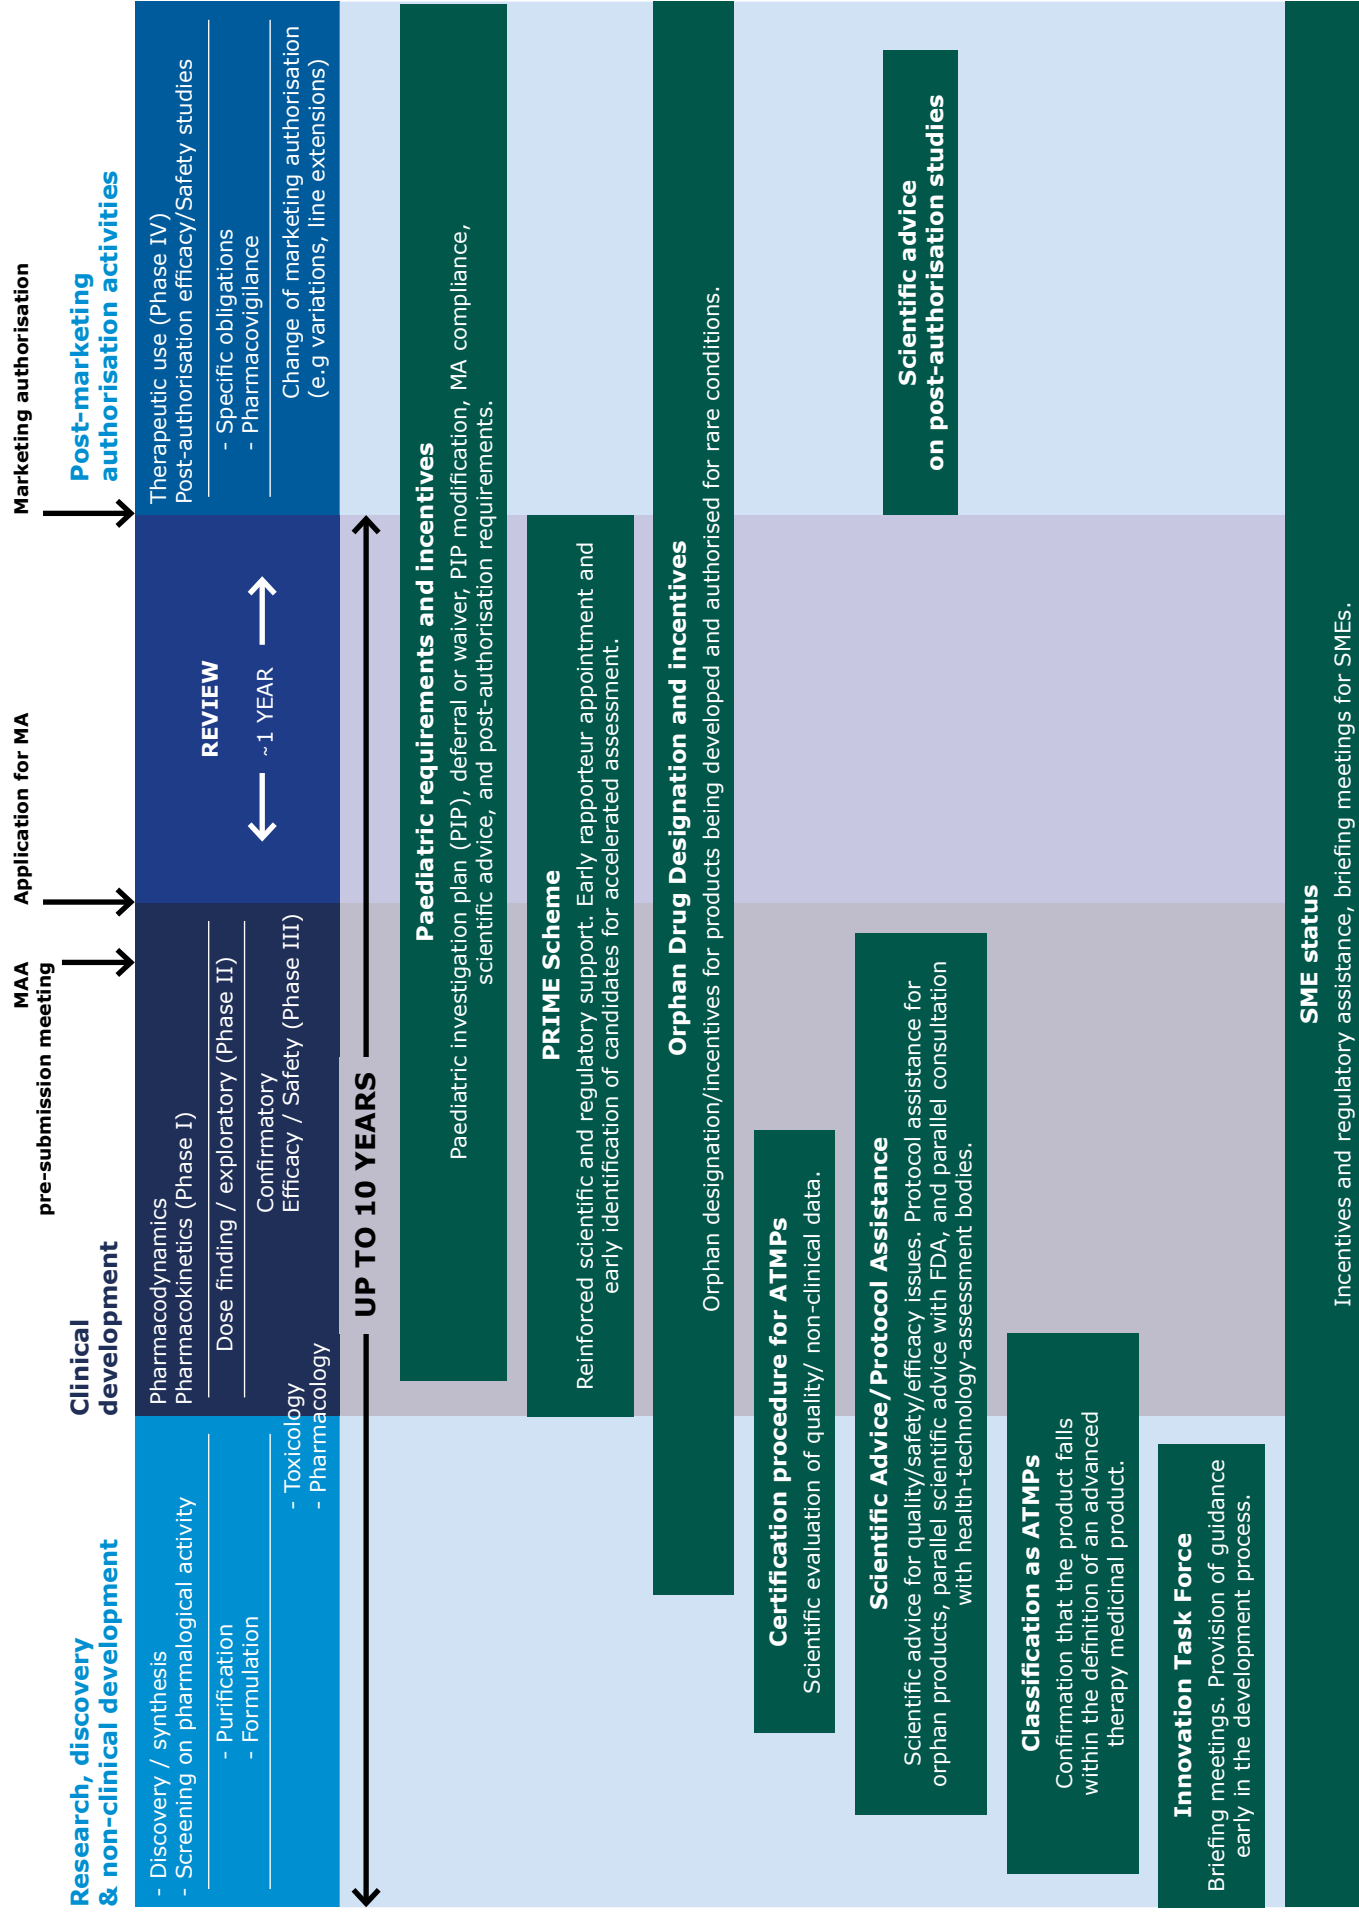 MAA
pre-submission meeting
Application for MA
Marketing authorisation
Research, discovery
& non-clinical development
Clinical
development
Post-marketing
authorisation activities
- Discovery / synthesis
- Screening on pharmalogical activity
- Purification
- Formulation
- Toxicology
- Pharmacology
Pharmacodynamics
Pharmacokinetics (Phase I)
Dose finding / exploratory (Phase II)
Confirmatory
Efficacy / Safety (Phase III)
REVIEW
~1 YEAR
Therapeutic use (Phase IV)
Post-authorisation efficacy/Safety studies
- Specific obligations
- Pharmacovigilance
Change of marketing authorisation
(e.g variations, line extensions)
UP TO 10 YEARS
Paediatric requirements and incentives
Paediatric investigation plan (PIP), deferral or waiver, PIP modification, MA compliance,
scientific advice, and post-authorisation requirements.
PRIME Scheme
Reinforced scientific and regulatory support. Early rapporteur appointment and
early identification of candidates for accelerated assessment.
Orphan Drug Designation and incentives
Orphan designation/incentives for products being developed and authorised for rare conditions.
Certification procedure for ATMPs
Scientific evaluation of quality/ non-clinical data.
Scientific Advice/Protocol Assistance
Scientific advice for quality/safety/efficacy issues. Protocol assistance for
orphan products, parallel scientific advice with FDA, and parallel consultation
with health-technology-assessment bodies.
Scientific advice
on post-authorisation studies
Classification as ATMPs
Confirmation that the product falls
within the definition of an advanced
therapy medicinal product.
Innovation Task Force
Briefing meetings. Provision of guidance
early in the development process.
SME status
Incentives and regulatory assistance, briefing meetings for SMEs.